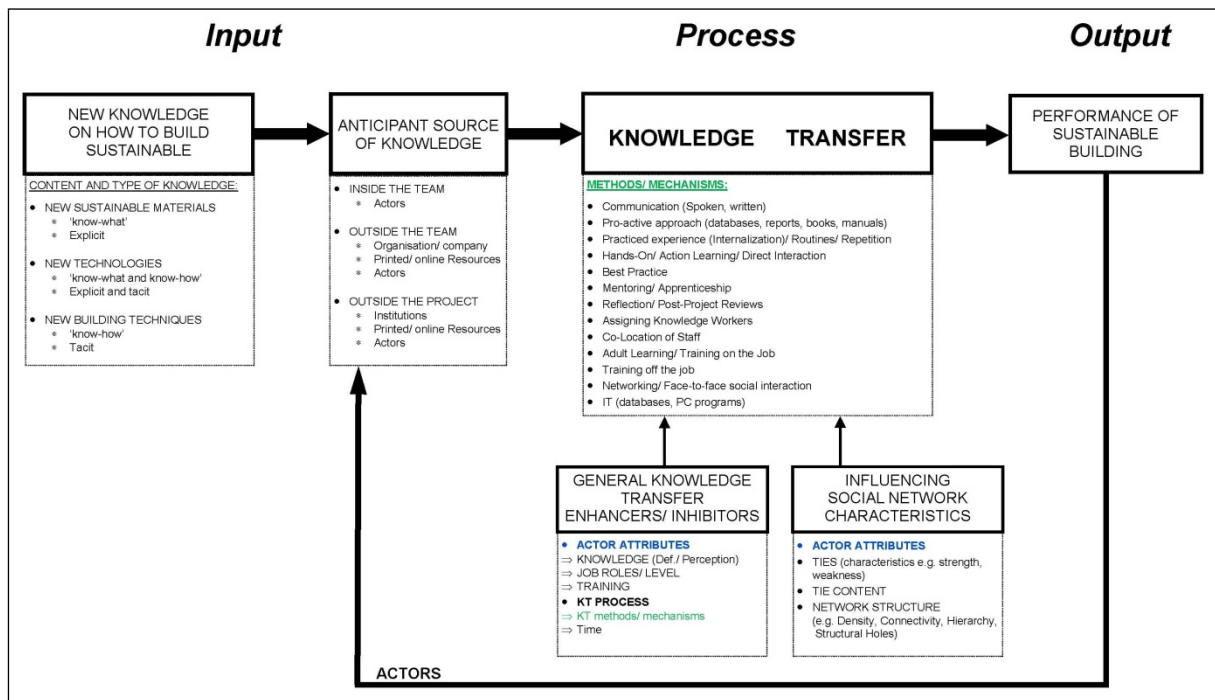 Input
Process
Output
NEW KNOWLEDGE
ON HOW TO BUILD
SUSTAINABLE
CONTENT AND TYPE OF KNOWLEDGE:
● NEW SUSTAINABLE MATERIALS
* 'know-what'
* Explicit
● NEW TECHNOLOGIES
* 'know-what and know-how'
* Explicit and tacit
● NEW BUILDING TECHNIQUES
* 'know-how'
* Tacit
ANTICIPANT SOURCE
OF KNOWLEDGE
● INSIDE THE TEAM
* Actors
● OUTSIDE THE TEAM
* Organisation/ company
* Printed/ online Resources
* Actors
● OUTSIDE THE PROJECT
* Institutions
* Printed/ online Resources
* Actors
KNOWLEDGE TRANSFER
METHODS/ MECHANISMS:
● Communication (Spoken, written)
● Pro-active approach (databases, reports, books, manuals)
● Practiced experience (Internalization)/ Routines/ Repetition
● Hands-On/ Action Learning/ Direct Interaction
● Best Practice
● Mentoring/ Apprenticeship
● Reflection/ Post-Project Reviews
● Assigning Knowledge Workers
● Co-Location of Staff
● Adult Learning/ Training on the Job
● Training off the job
● Networking/ Face-to-face social interaction
● IT (databases, PC programs)
PERFORMANCE OF
SUSTAINABLE
BUILDING
GENERAL KNOWLEDGE
TRANSFER
ENHANCERS/ INHIBITORS
● ACTOR ATTRIBUTES
⇒ KNOWLEDGE (Def./ Perception)
⇒ JOB ROLES/ LEVEL
⇒ TRAINING
● KT PROCESS
⇒ KT methods/ mechanisms
⇒ Time
INFLUENCING
SOCIAL NETWORK
CHARACTERISTICS
● ACTOR ATTRIBUTES
● TIES (characteristics e.g. strength,
weakness)
● TIE CONTENT
● NETWORK STRUCTURE
(e.g. Density, Connectivity, Hierarchy,
Structural Holes)
ACTORS